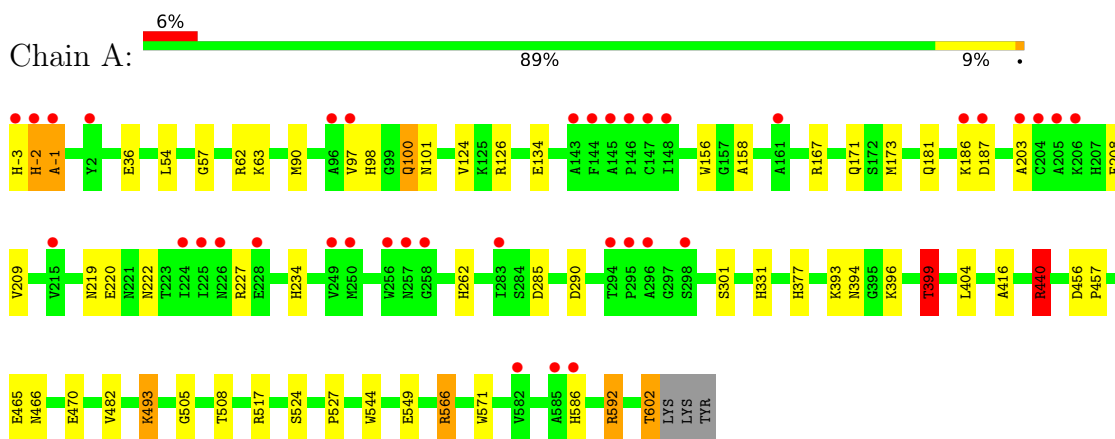 6%
Chain A:
89% 9% •
H-3 H-2 A-1 Y2 E36 L54 G57 R62 K63 M90 A96 V97 H98 G99 Q100 N101 V124 K125 R126 E134 A143 F144 A145 P146 C147 I148 W156 G157 A158 A161 R167 Q171 S172 M173 Q181 K186 D187 A203 C204 A205 K206 H207
V209 V215 N219 E220 N221 N222 T223 I224 I225 N226 R227 E228 H234 V249 M250 W256 N257 G258 H262 I283 S284 D285 D290 T294 P295 A296 G297 S298 S301 H331 H377 K393 N394 G395 K396 T399 L404 A416 R440 D456 P457
E465 N466 E470 V482 K493 G505 T508 R517 S524 P527 W544 E549 R566 W571 V582 A585 H586 R592 T602 LYS LYS TYR